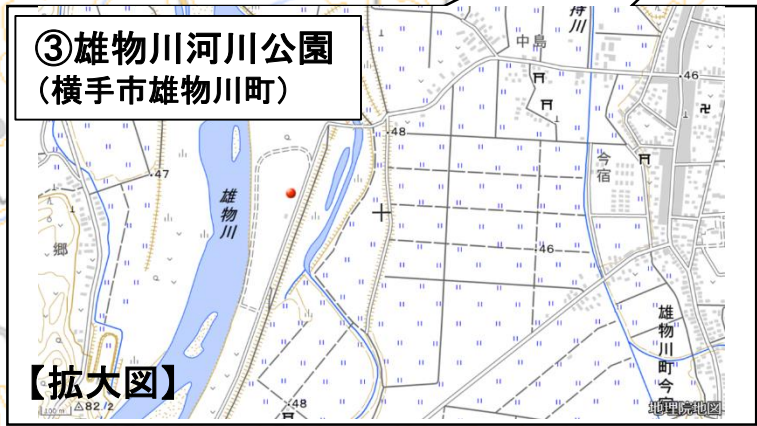 ③雄物川河川公園
(横手市雄物川町)
中島
46
48
今宿
47
雄物川
郷
46
雄物川町今宿
【拡大図】
100 m
82.2
48
地理院地図